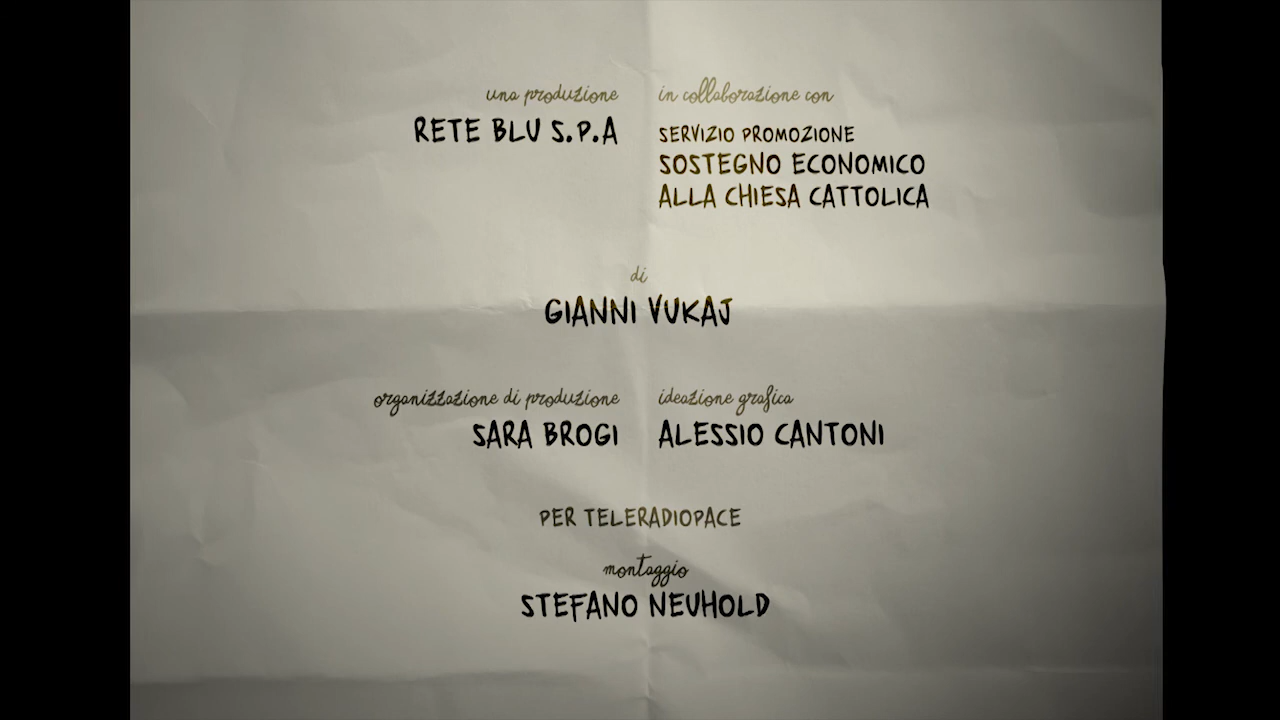 una produzione
RETE BLU S.P.A
in collaborazione con
SERVIZIO PROMOZIONE
SOSTEGNO ECONOMICO
ALLA CHIESA CATTOLICA
di
GIANNI VUKAJ
organizzazione di produzione
SARA BROGI
ideazione grafica
ALESSIO CANTONI
PER TELERADIOPACE
montaggio
STEFANO NEUHOLD